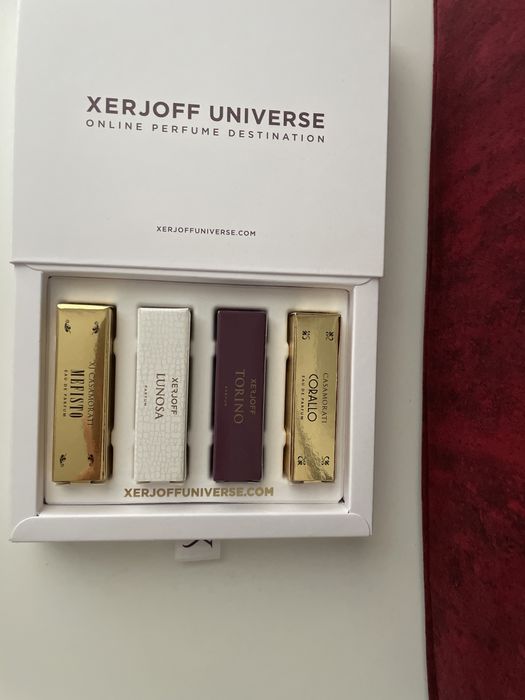 XERJOFF UNIVERSE
ONLINE PERFUME DESTINATION
XERJOFFUNIVERSE.COM
XJ CASAMORATI
MEFISTO
EAU DE PARFUM
XERJOFF
LUNOSA
PARFUM
XERJOFF
TORINO
PARFUM
CASAMORATI
CORALLO
EAU DE PARFUM
XERJOFFUNIVERSE.COM